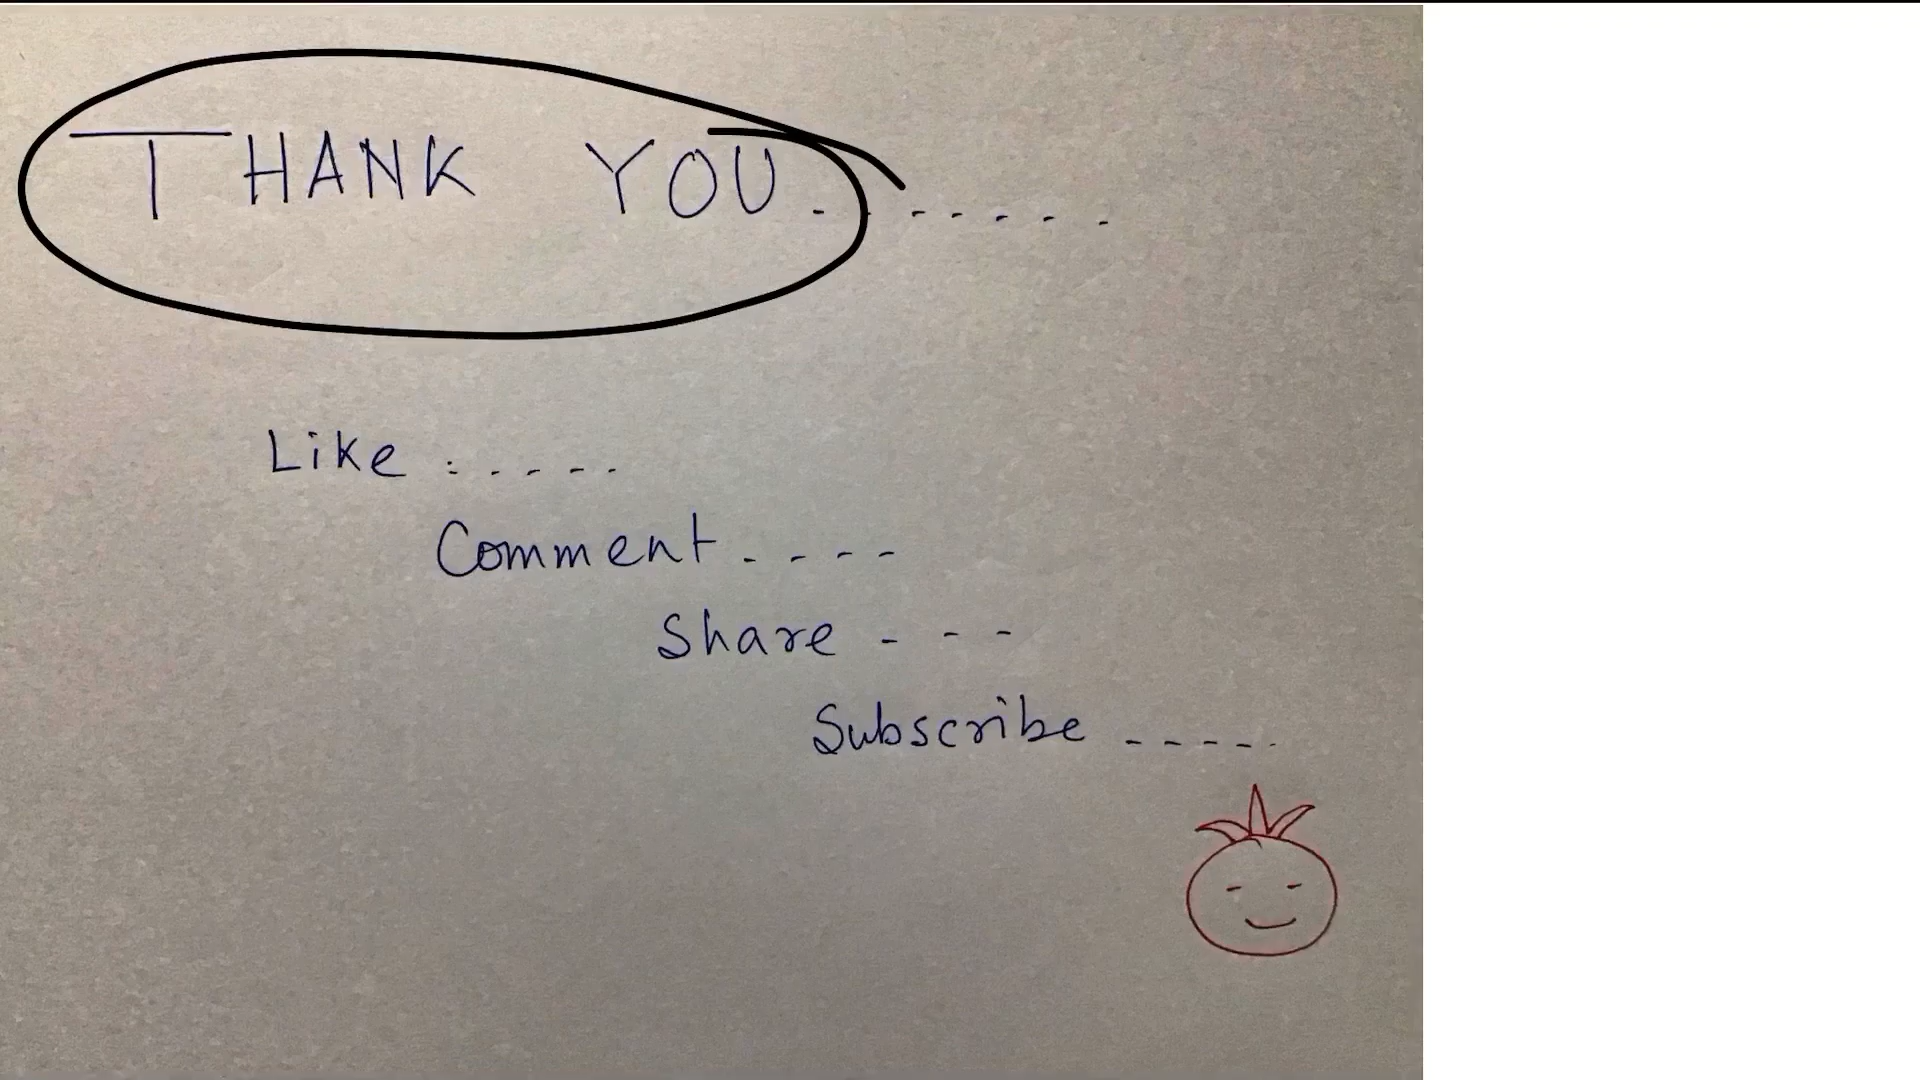 THANK YOU.......
Like :....
Comment....
Share ---
Subscribe -----